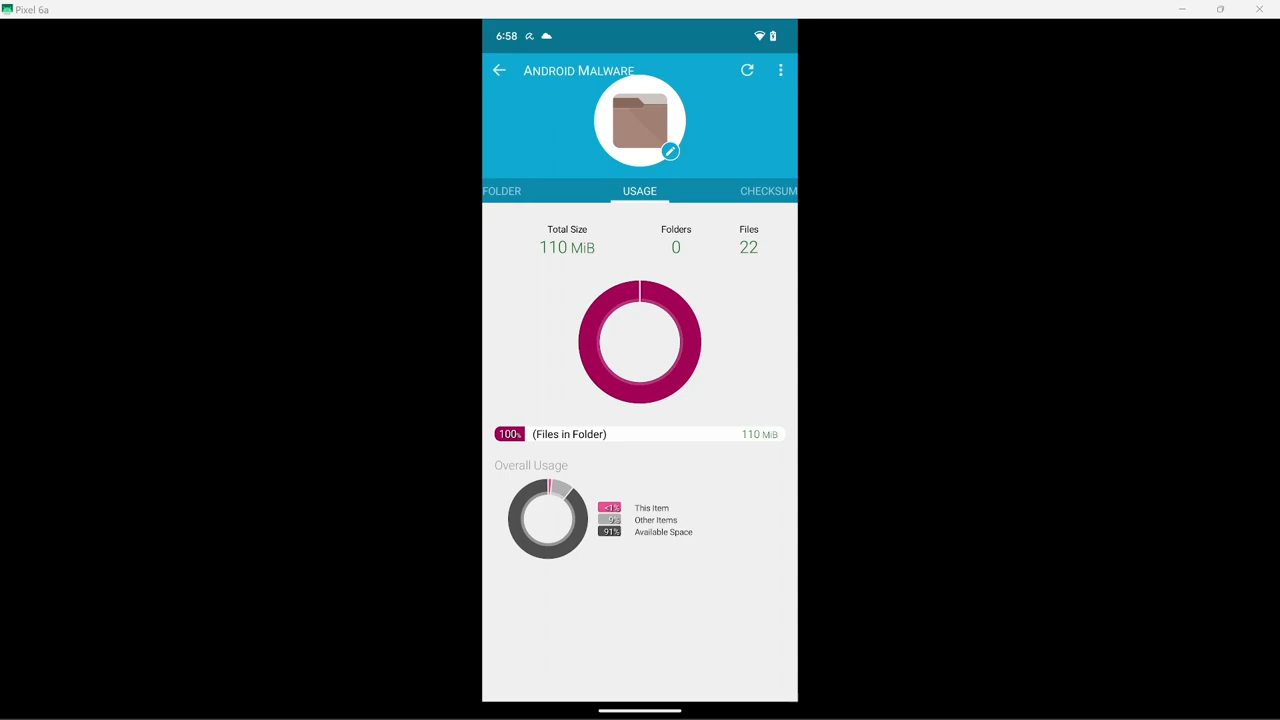 Pixel 6a
6:58
ANDROID MALWARE
FOLDER USAGE CHECKSUM
Total Size Folders Files
110 MiB 0 22
100% (Files in Folder) 110 MiB
Overall Usage
<1% This Item
9% Other Items
91% Available Space